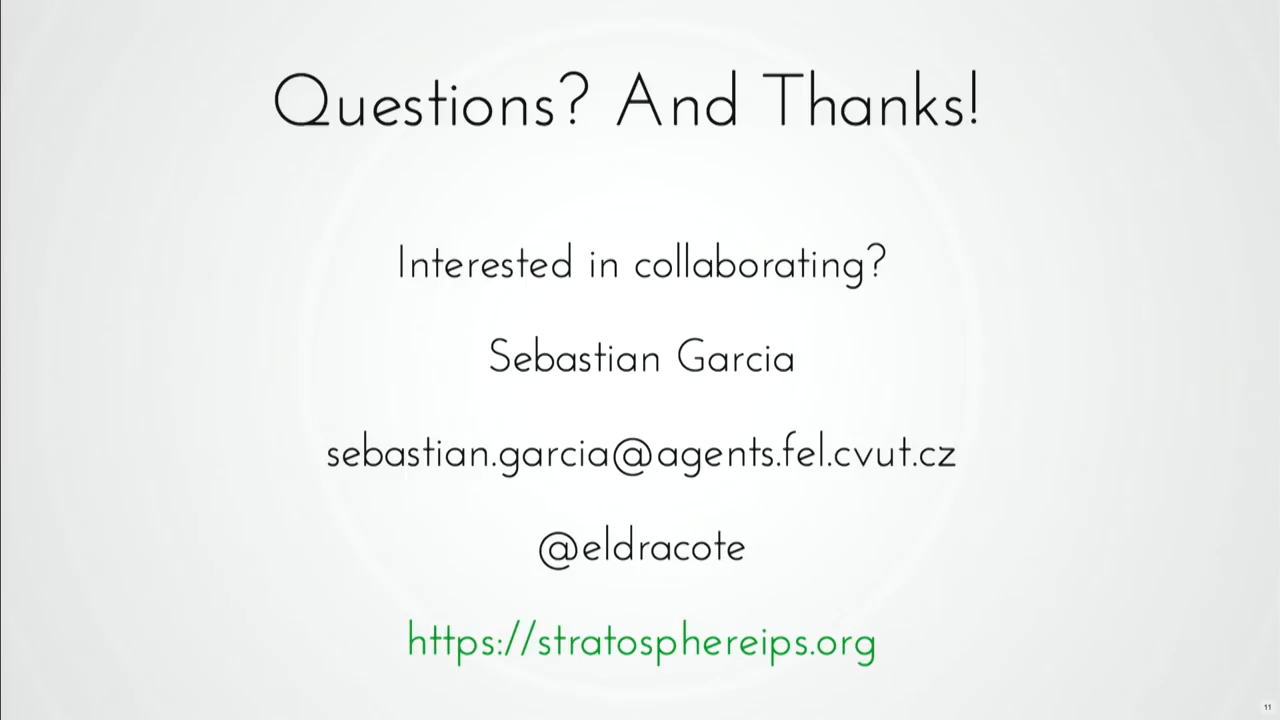 Questions? And Thanks!
Interested in collaborating?
Sebastian Garcia
sebastian.garcia@agents.fel.cvut.cz
@eldracote
https://stratosphereips.org
11